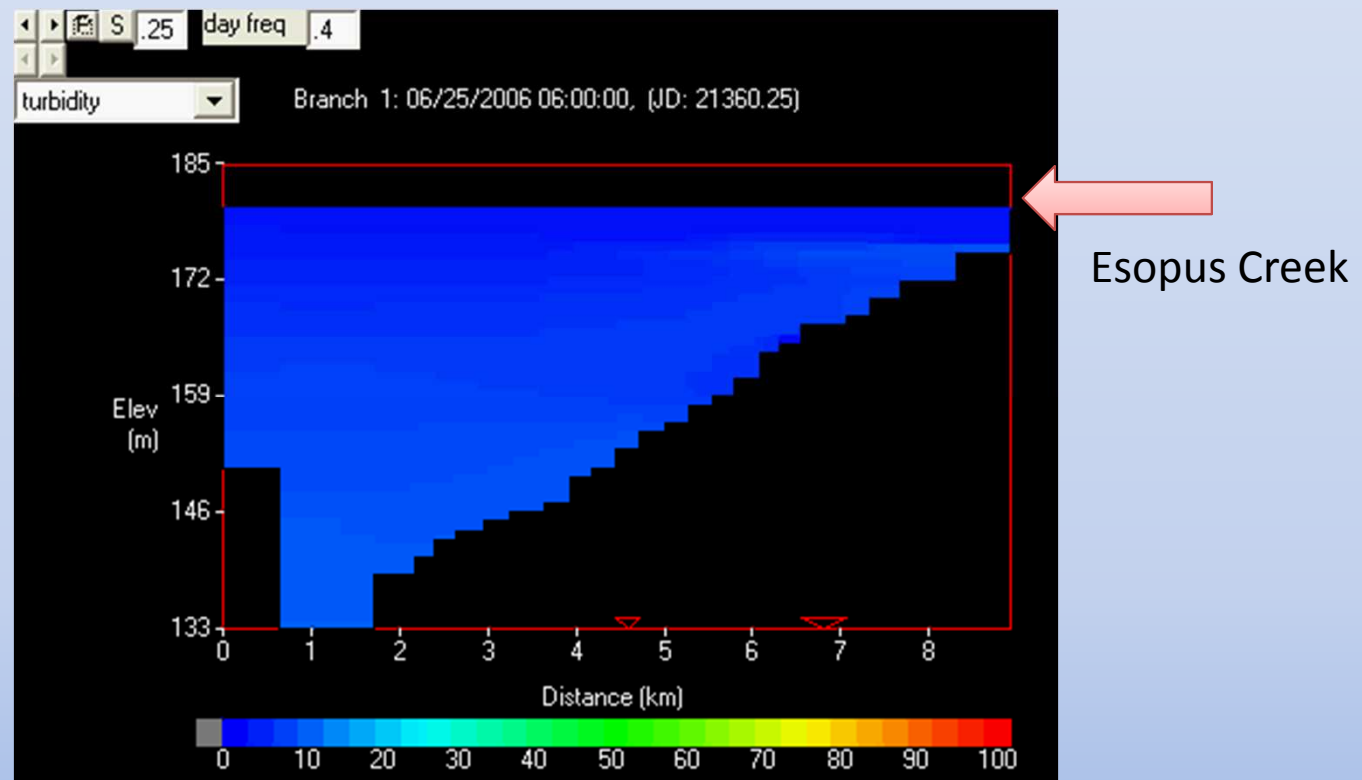 S .25 day freq .4
turbidity
Branch 1: 06/25/2006 06:00:00, (JD: 21360.25)
185
172
Esopus Creek
159
Elev
(m)
146
133
0 1 2 3 4 5 6 7 8
Distance (km)
0 10 20 30 40 50 60 70 80 90 100